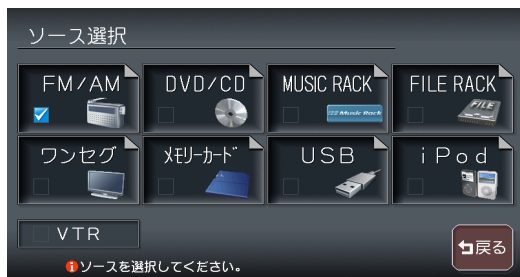 ソース選択
FM/AM DVD/CD MUSIC RACK FILE RACK
Music Rack FILE
ワンセグ メモリーカード USB iPod
VTR
戻る
ソースを選択してください。